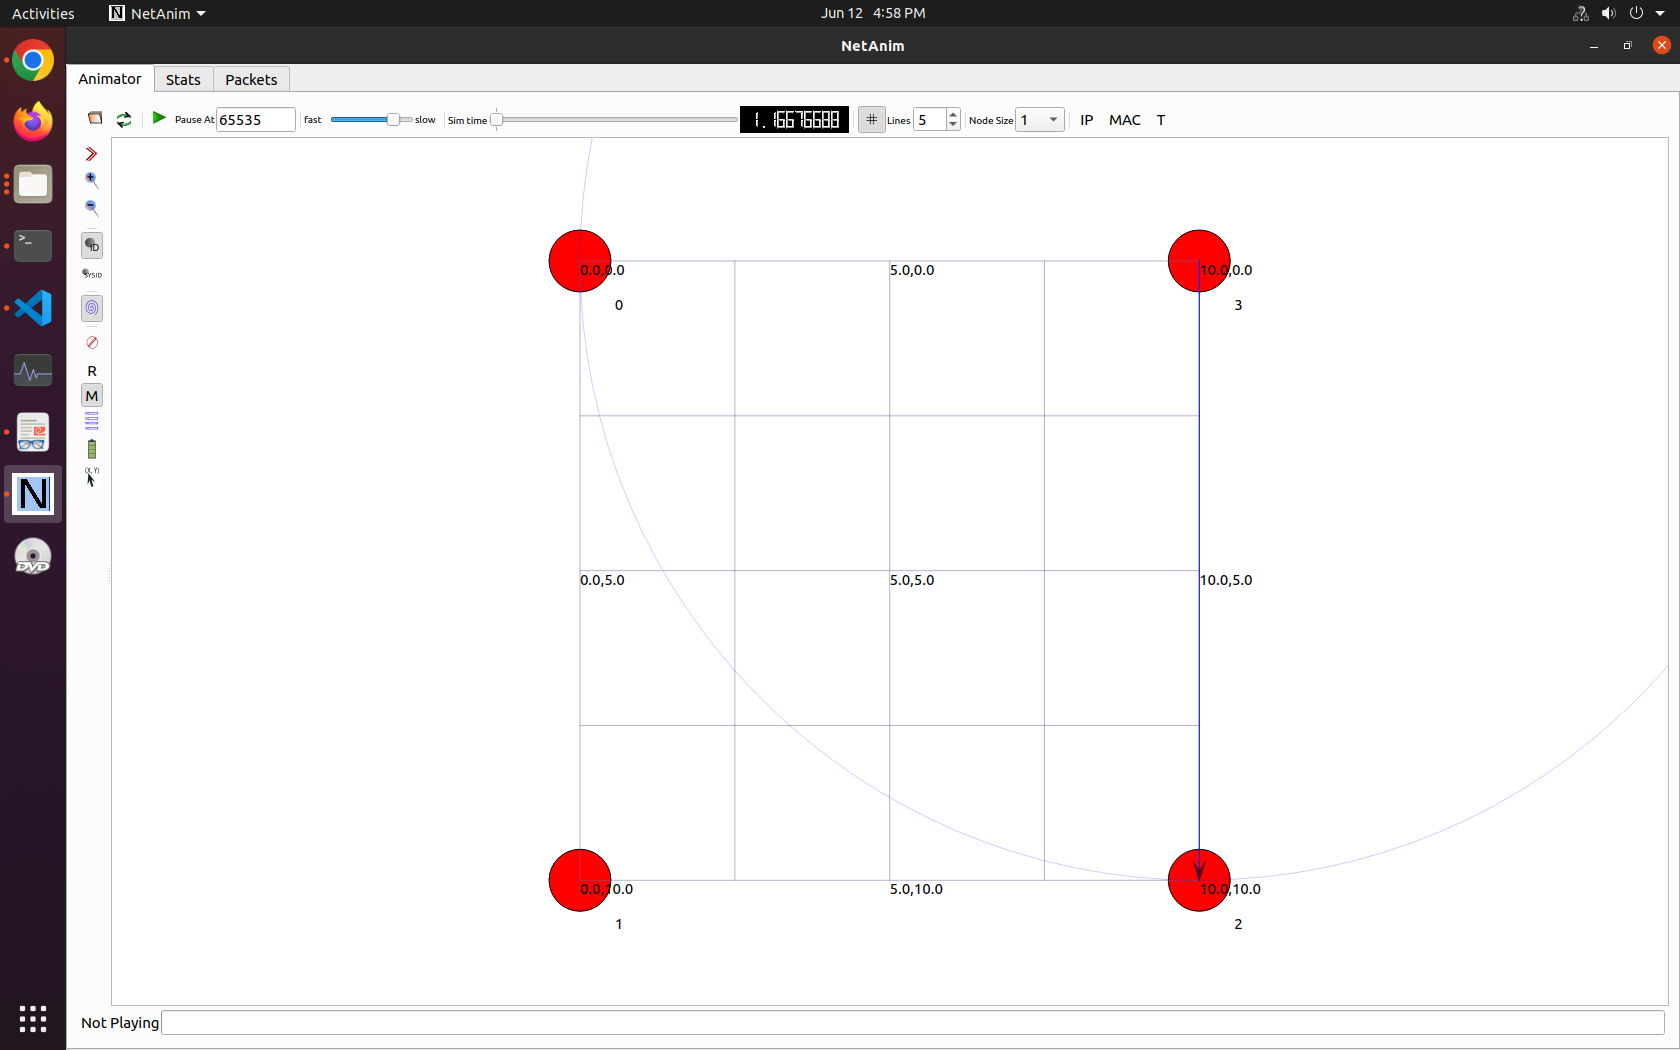 Activities NetAnim Jun 12 4:58 PM
NetAnim
Animator Stats Packets
Pause At 65535 fast slow Sim time 1.16676688 # Lines 5 Node Size 1 IP MAC T
ID
SYSID
R
M
(X, Y)
0.0,0.0 5.0,0.0 10.0,0.0
0 3
0.0,5.0 5.0,5.0 10.0,5.0
0.0,10.0 5.0,10.0 10.0,10.0
1 2
>_
N
DVD
Not Playing